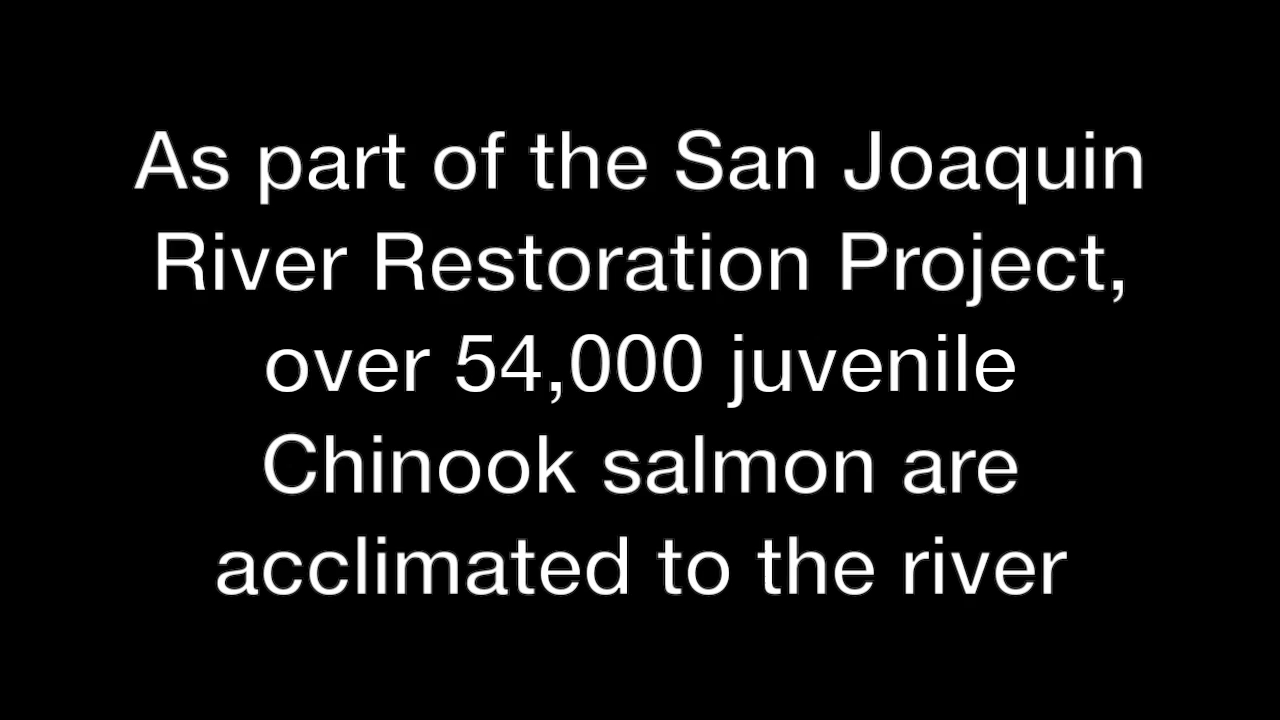 As part of the San Joaquin
River Restoration Project,
over 54,000 juvenile
Chinook salmon are
acclimated to the river